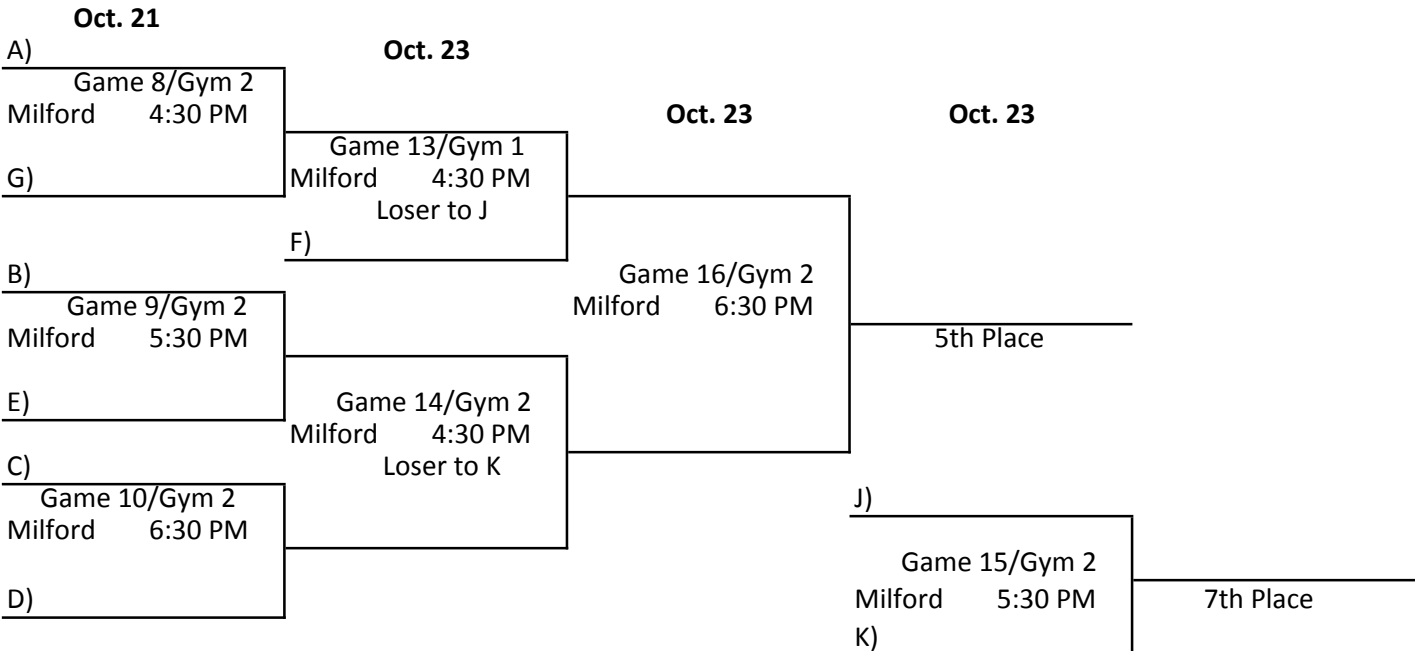 Oct. 21
A)
Oct. 23
Game 8/Gym 2
Milford 4:30 PM
Oct. 23
Oct. 23
Game 13/Gym 1
G)
Milford 4:30 PM
Loser to J
F)
B)
Game 16/Gym 2
Game 9/Gym 2
Milford 6:30 PM
Milford 5:30 PM
5th Place
E)
Game 14/Gym 2
Milford 4:30 PM
C)
Loser to K
Game 10/Gym 2
J)
Milford 6:30 PM
Game 15/Gym 2
D)
Milford 5:30 PM
7th Place
K)